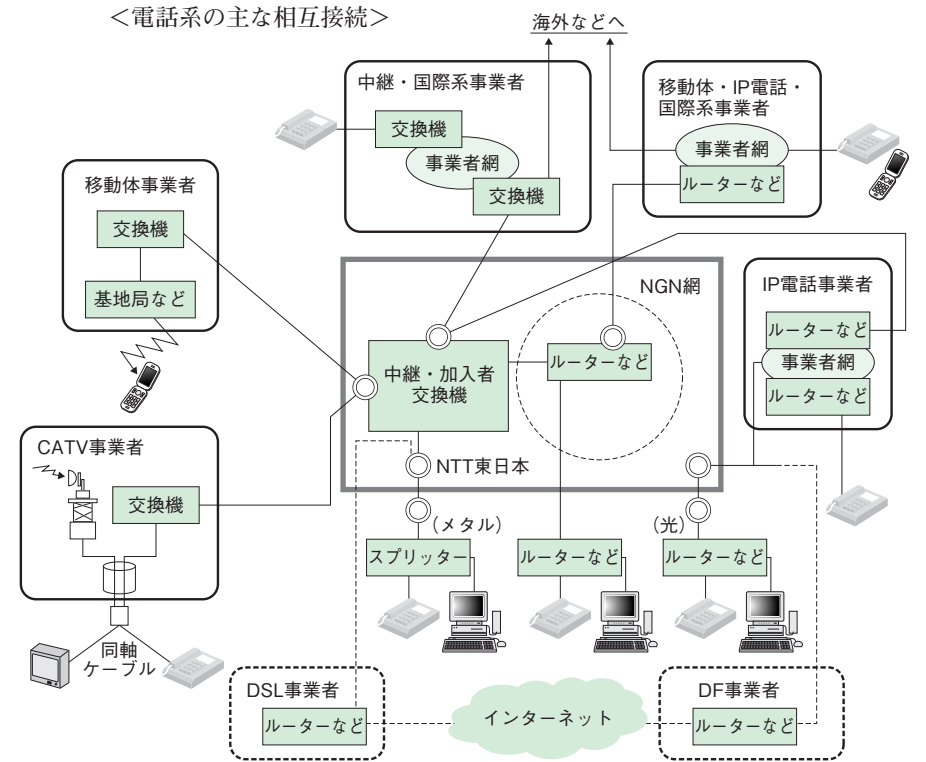 ＜電話系の主な相互接続＞
海外などへ
中継・国際系事業者
交換機
事業者網
交換機
移動体・IP電話・
国際系事業者
事業者網
ルーターなど
移動体事業者
交換機
基地局など
NGN網
中継・加入者
交換機
ルーターなど
IP電話事業者
ルーターなど
事業者網
ルーターなど
CATV事業者
交換機
NTT東日本
（メタル）
（光）
スプリッター
ルーターなど
ルーターなど
同軸
ケーブル
DSL事業者
ルーターなど
インターネット
DF事業者
ルーターなど